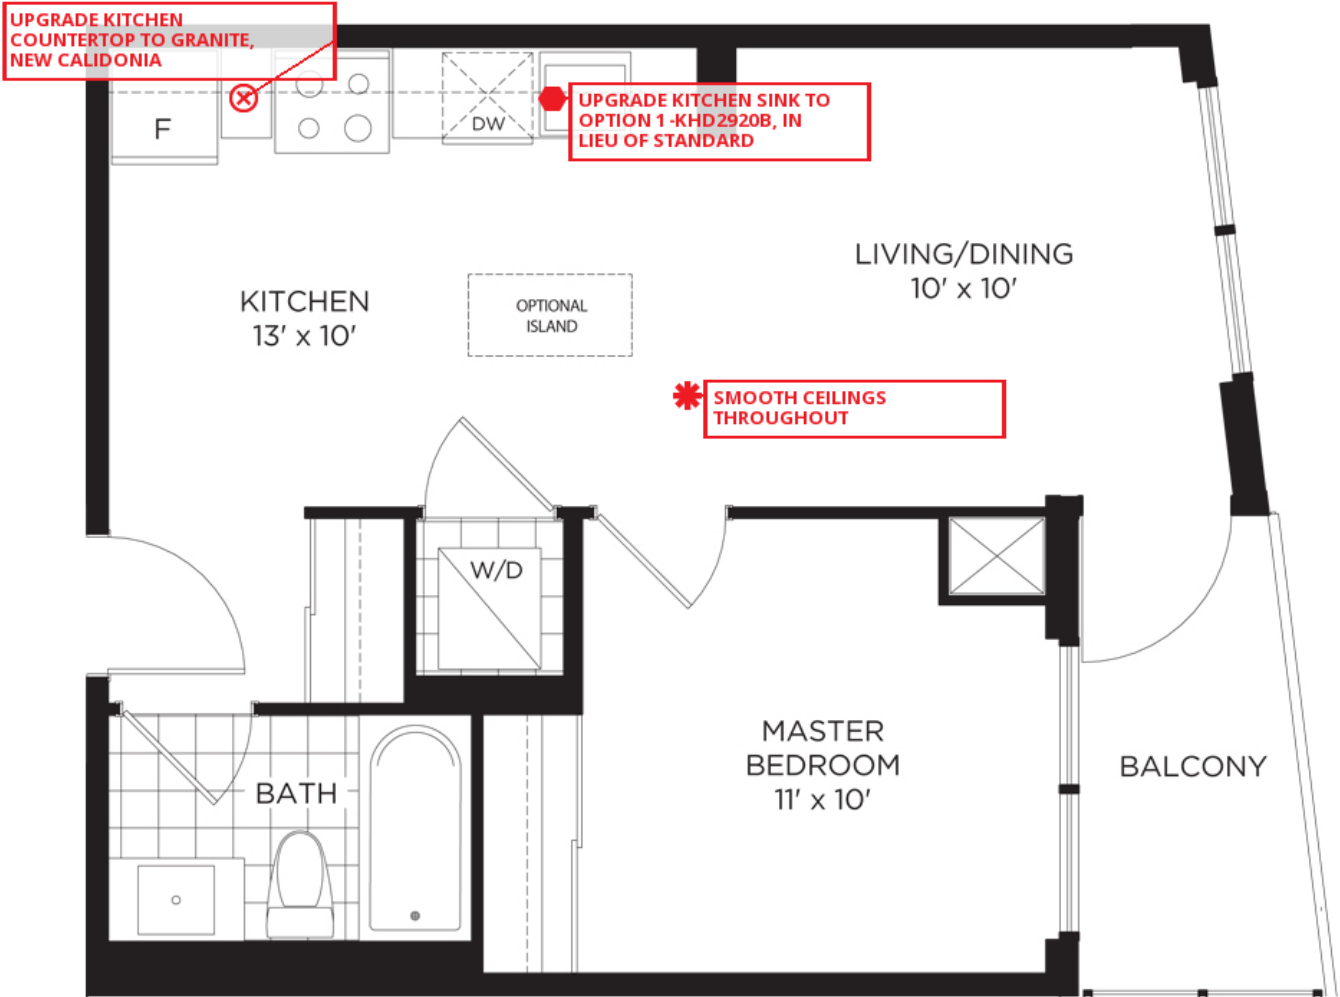 UPGRADE KITCHEN
COUNTERTOP TO GRANITE,
NEW CALIDONIA
F
DW
UPGRADE KITCHEN SINK TO
OPTION 1 -KHD2920B, IN
LIEU OF STANDARD
LIVING/DINING
10' x 10'
KITCHEN
13' x 10'
OPTIONAL
ISLAND
SMOOTH CEILINGS
THROUGHOUT
W/D
MASTER
BEDROOM
11' x 10'
BALCONY
BATH